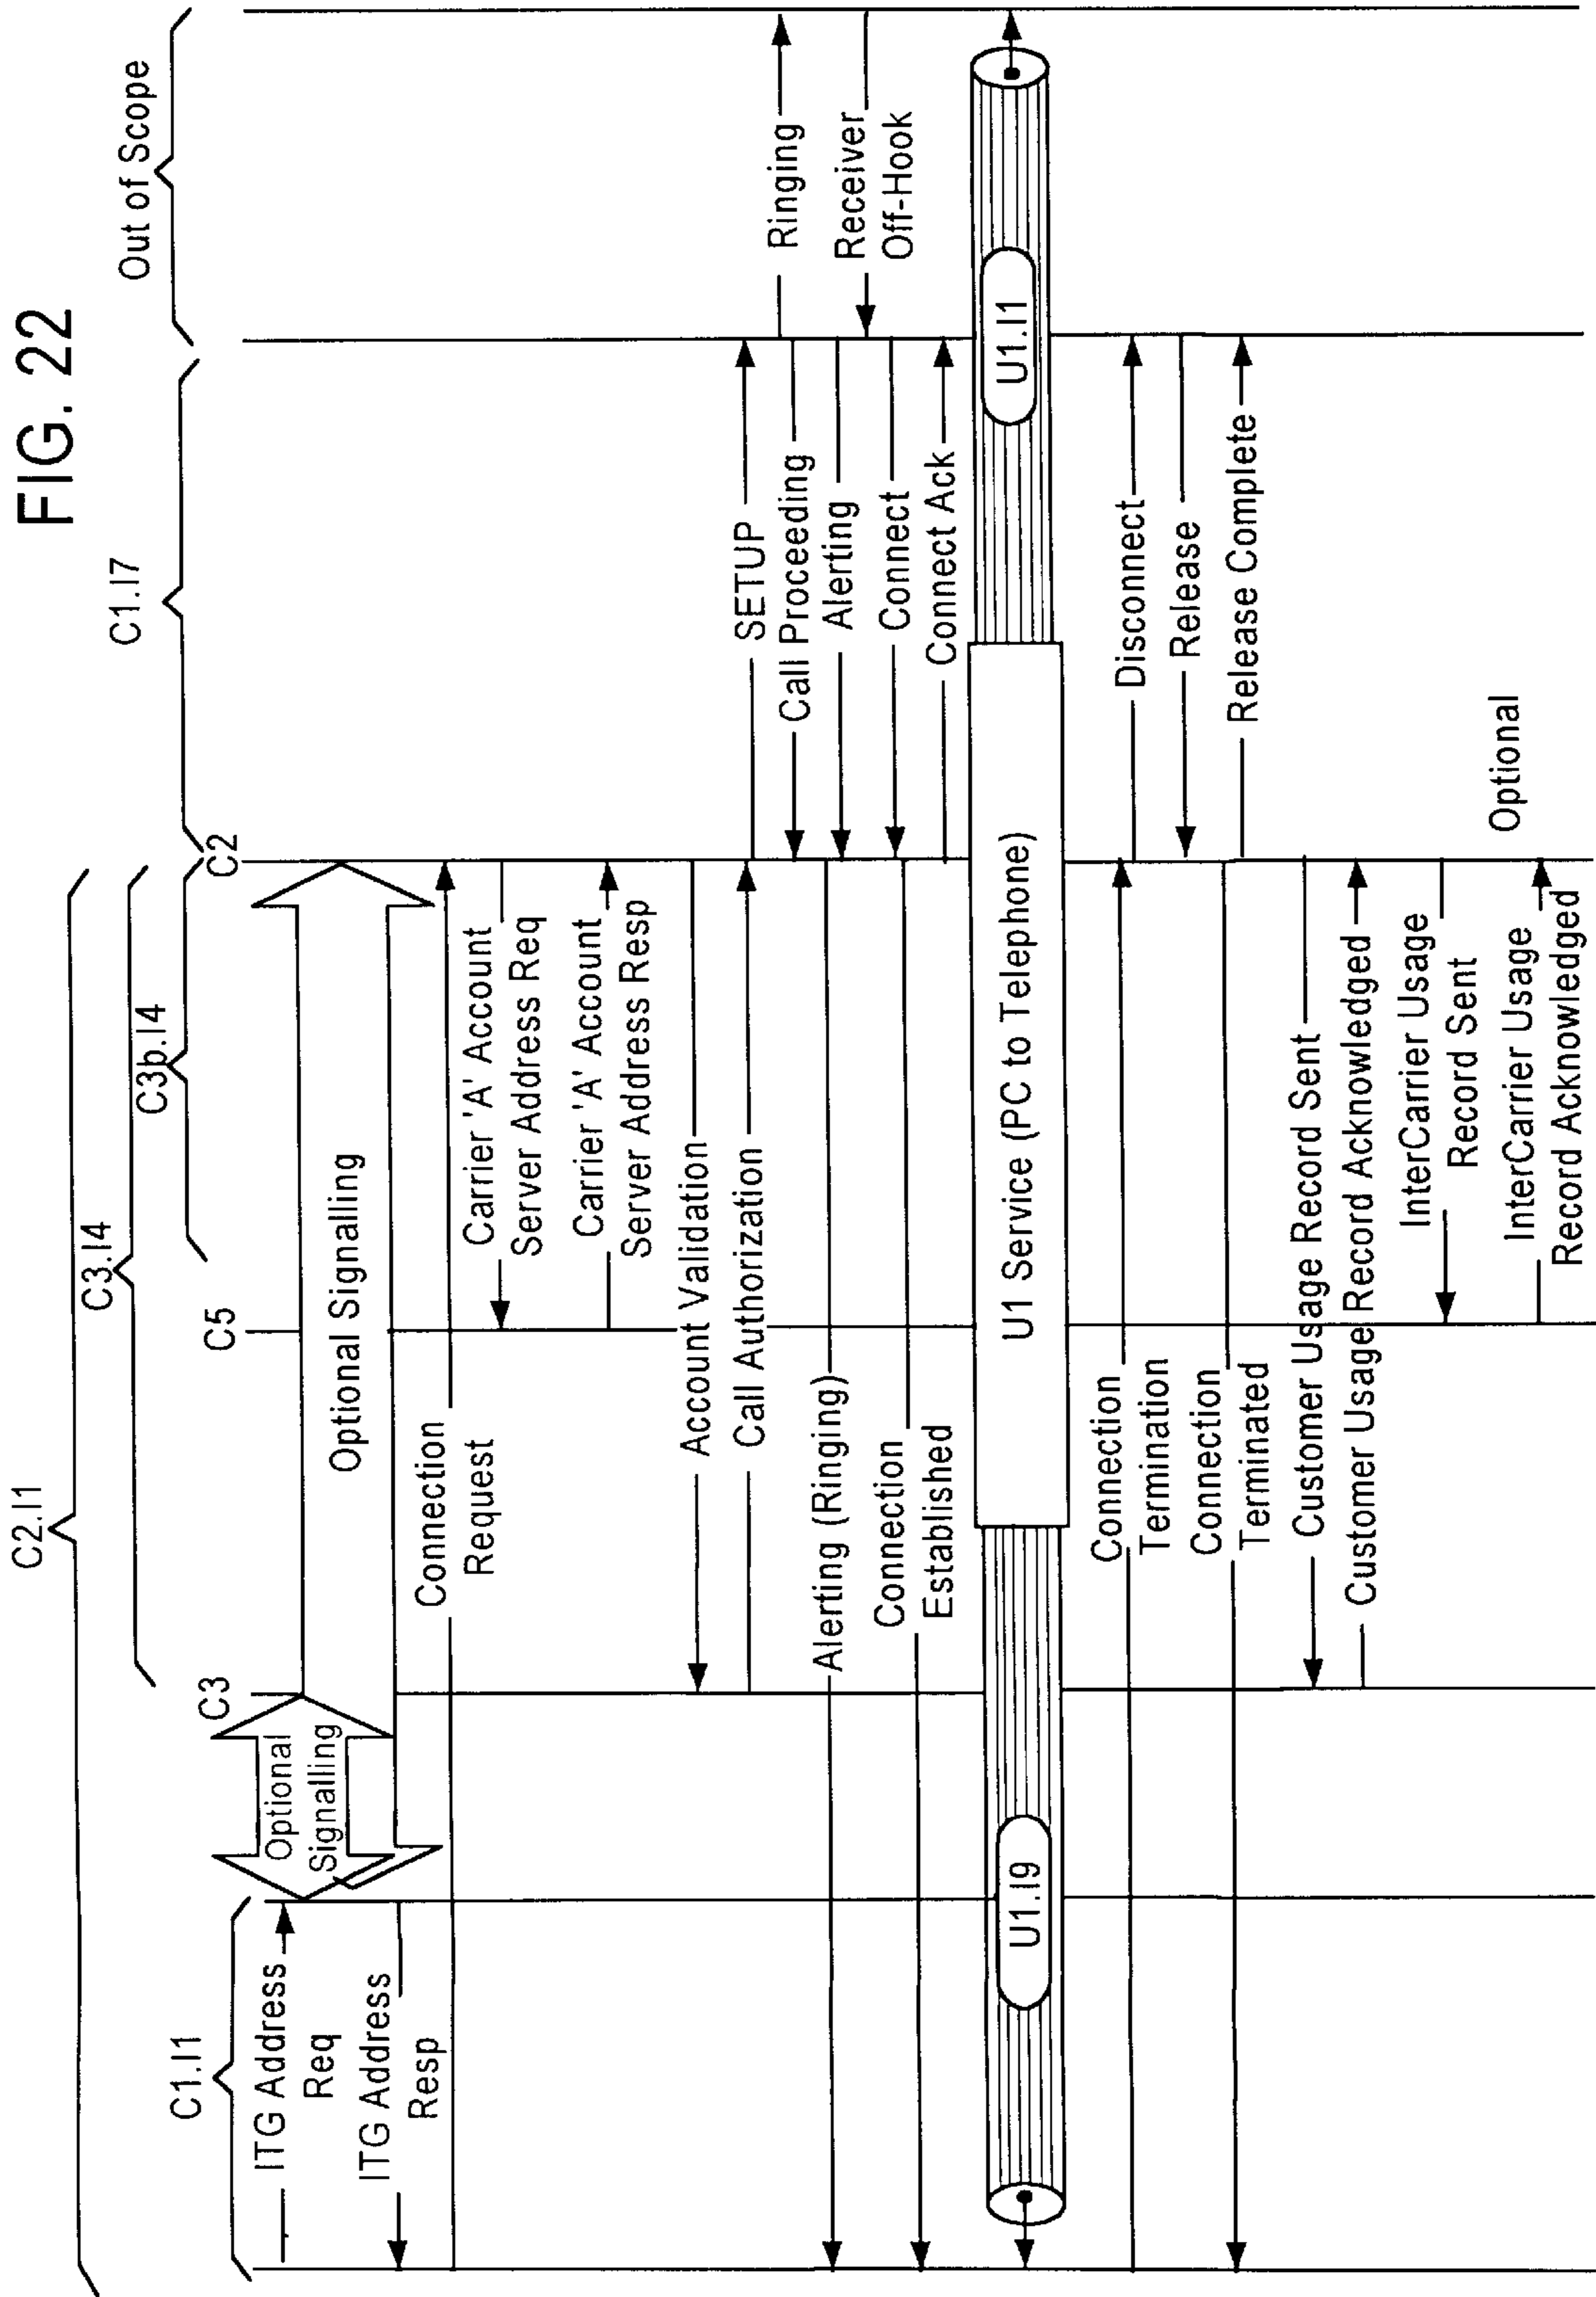 FIG. 22
C2.I1
C3.I4
C3b.I4
C1.I7
Out of Scope
C1.I1
C3
C5
C2
ITG Address
Req
ITG Address
Resp
Optional
Signalling
Optional Signalling
Connection
Request
Carrier 'A' Account
Server Address Req
Carrier 'A' Account
Server Address Resp
Account Validation
Call Authorization
SETUP
Ringing
Call Proceeding
Alerting (Ringing)
Alerting
Receiver
Off-Hook
Connection
Established
Connect
Connect Ack
U1.I9
U1 Service (PC to Telephone)
U1.I1
Connection
Termination
Disconnect
Release
Connection
Terminated
Release Complete
Customer Usage Record Sent
Customer Usage Record Acknowledged
InterCarrier Usage
Record Sent
Optional
InterCarrier Usage
Record Acknowledged